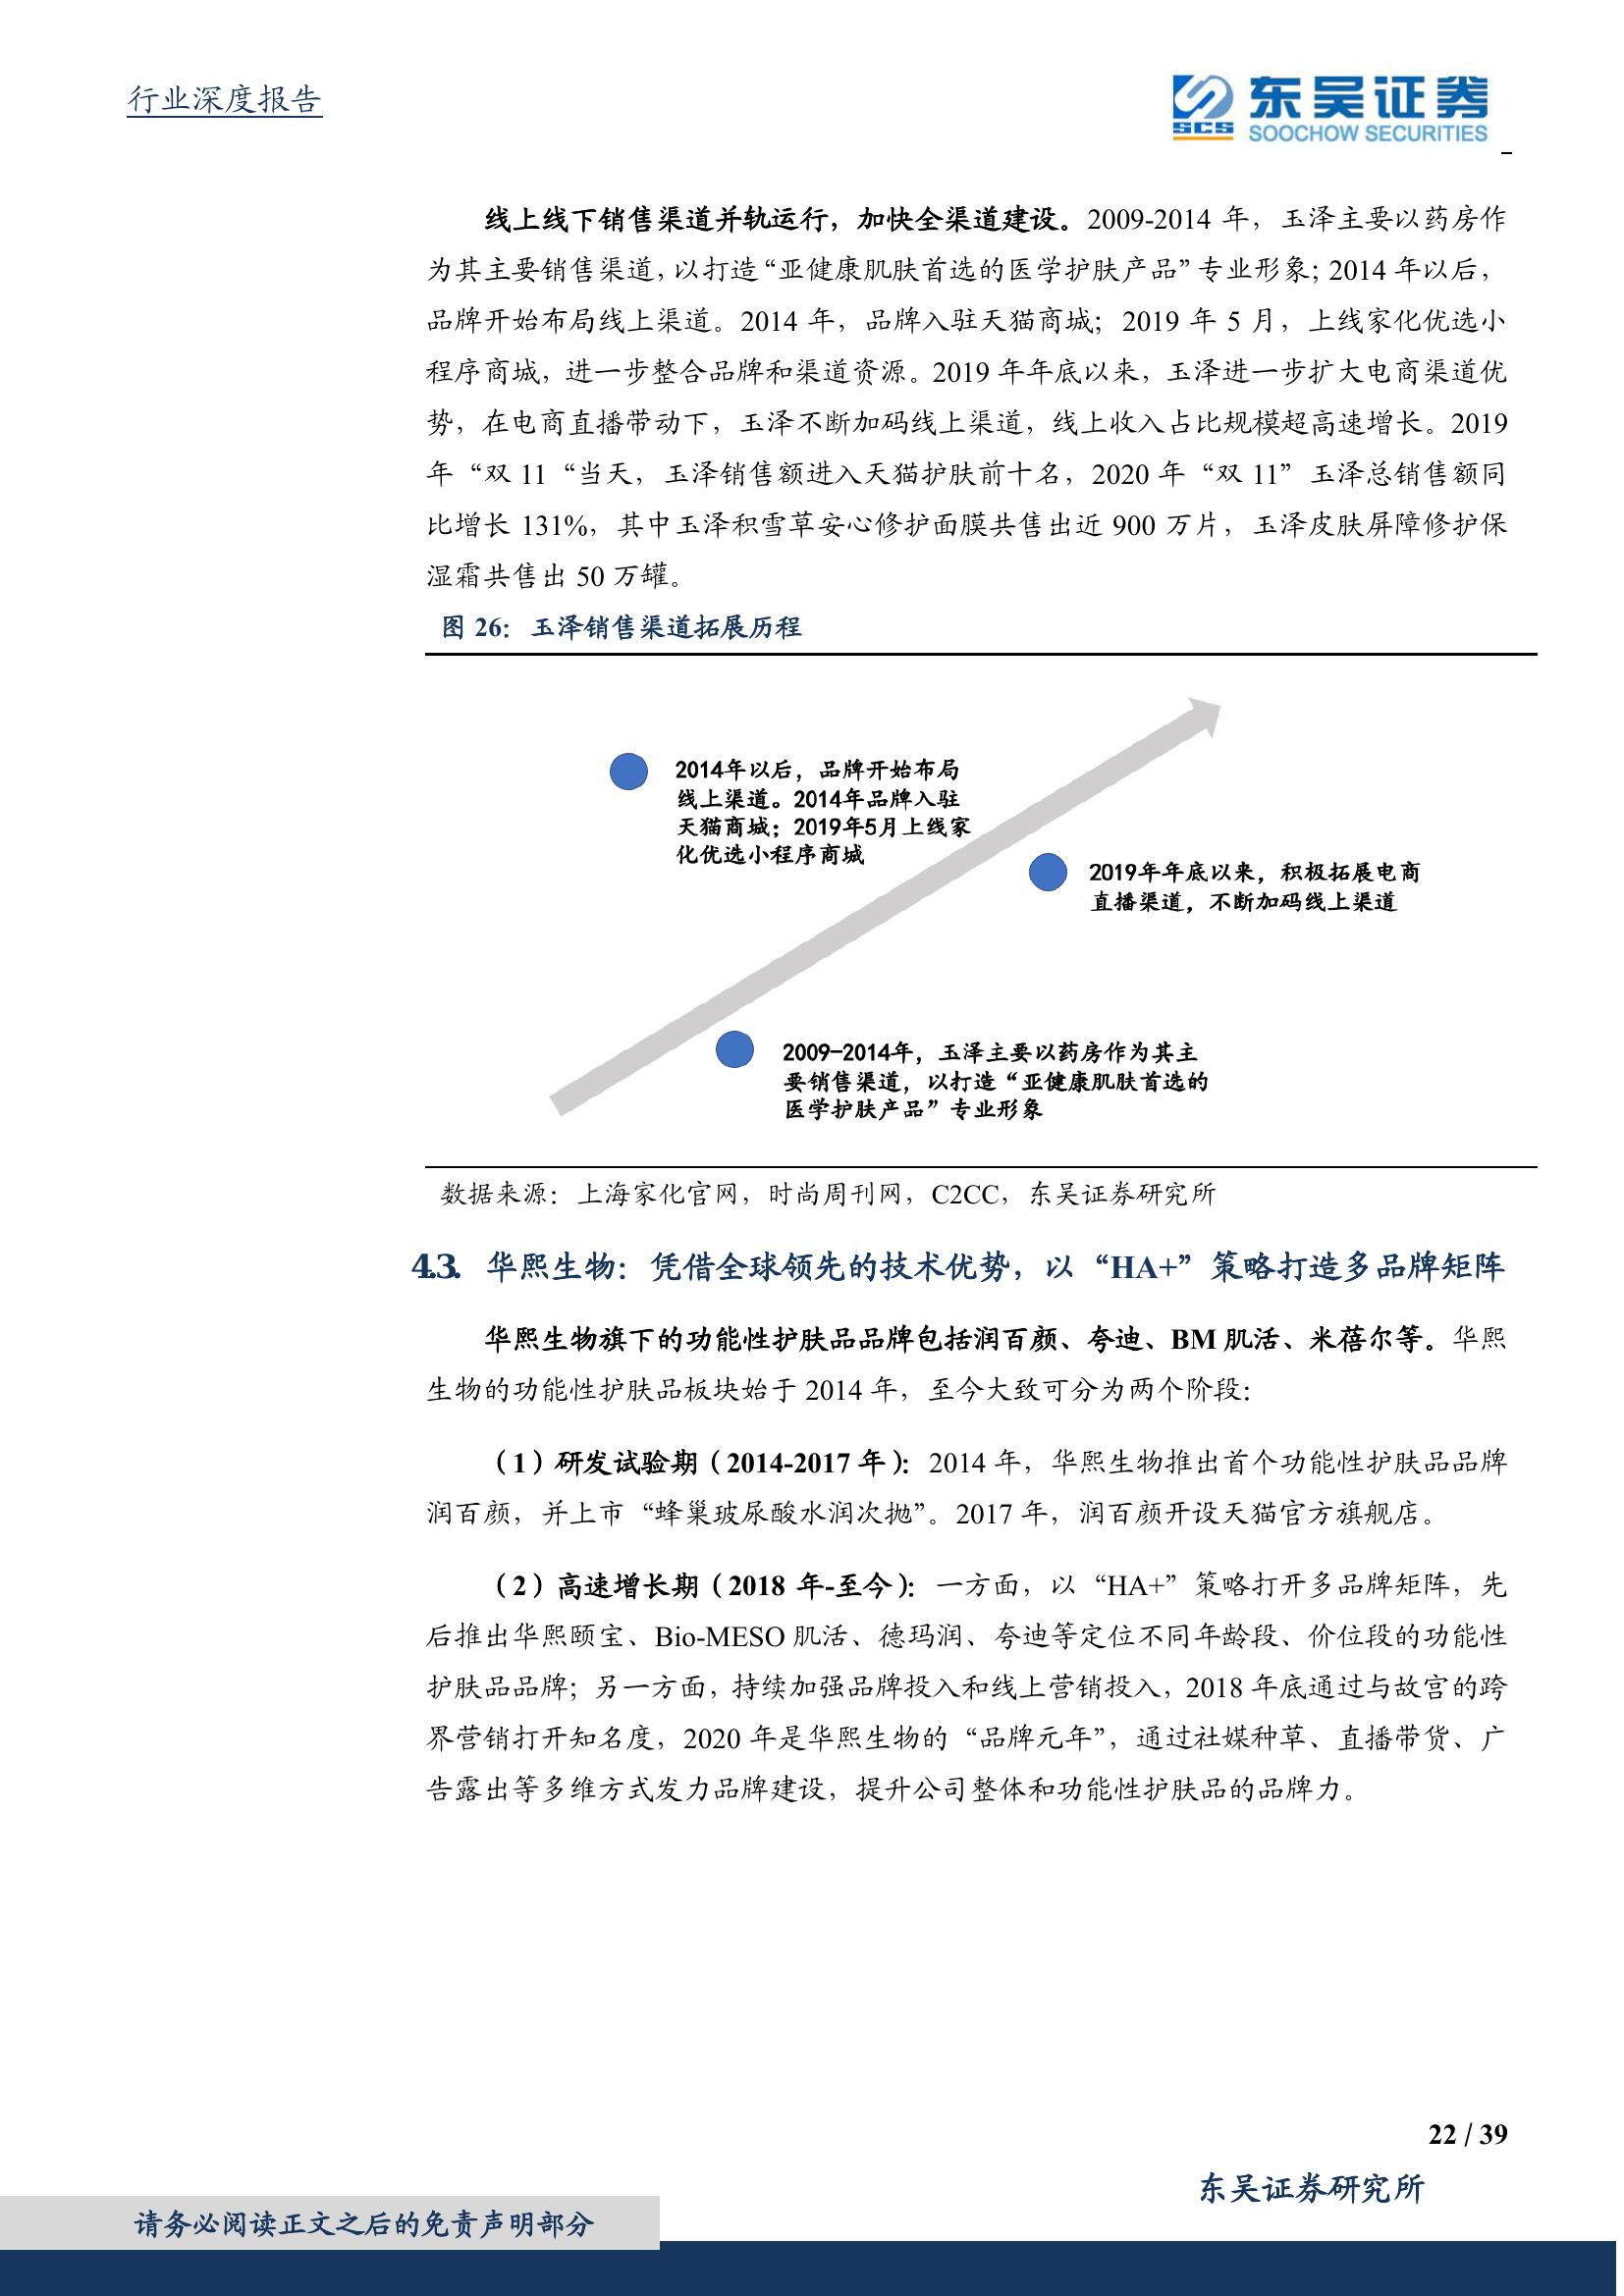 行业深度报告
SCS
东吴证券
SOOCHOW SECURITIES
线上线下销售渠道并轨运行，加快全渠道建设。2009-2014 年，玉泽主要以药房作
为其主要销售渠道，以打造“亚健康肌肤首选的医学护肤产品”专业形象；2014 年以后，
品牌开始布局线上渠道。2014 年，品牌入驻天猫商城；2019 年 5 月，上线家化优选小
程序商城，进一步整合品牌和渠道资源。2019 年年底以来，玉泽进一步扩大电商渠道优
势，在电商直播带动下，玉泽不断加码线上渠道，线上收入占比规模超高速增长。2019
年“双 11“当天，玉泽销售额进入天猫护肤前十名，2020 年“双 11”玉泽总销售额同
比增长 131%，其中玉泽积雪草安心修护面膜共售出近 900 万片，玉泽皮肤屏障修护保
湿霜共售出 50 万罐。
图 26：玉泽销售渠道拓展历程
2014年以后，品牌开始布局
线上渠道。2014年品牌入驻
天猫商城；2019年5月上线家
化优选小程序商城
2019年年底以来，积极拓展电商
直播渠道，不断加码线上渠道
2009-2014年，玉泽主要以药房作为其主
要销售渠道，以打造“亚健康肌肤首选的
医学护肤产品”专业形象
数据来源：上海家化官网，时尚周刊网，C2CC，东吴证券研究所
4.3. 华熙生物：凭借全球领先的技术优势，以“HA+”策略打造多品牌矩阵
华熙生物旗下的功能性护肤品品牌包括润百颜、夸迪、BM 肌活、米蓓尔等。华熙
生物的功能性护肤品板块始于 2014 年，至今大致可分为两个阶段：
（1）研发试验期（2014-2017 年）：2014 年，华熙生物推出首个功能性护肤品品牌
润百颜，并上市“蜂巢玻尿酸水润次抛”。2017 年，润百颜开设天猫官方旗舰店。
（2）高速增长期（2018 年-至今）：一方面，以“HA+”策略打开多品牌矩阵，先
后推出华熙颐宝、Bio-MESO 肌活、德玛润、夸迪等定位不同年龄段、价位段的功能性
护肤品品牌；另一方面，持续加强品牌投入和线上营销投入，2018 年底通过与故宫的跨
界营销打开知名度，2020 年是华熙生物的“品牌元年”，通过社媒种草、直播带货、广
告露出等多维方式发力品牌建设，提升公司整体和功能性护肤品的品牌力。
22 / 39
东吴证券研究所
请务必阅读正文之后的免责声明部分